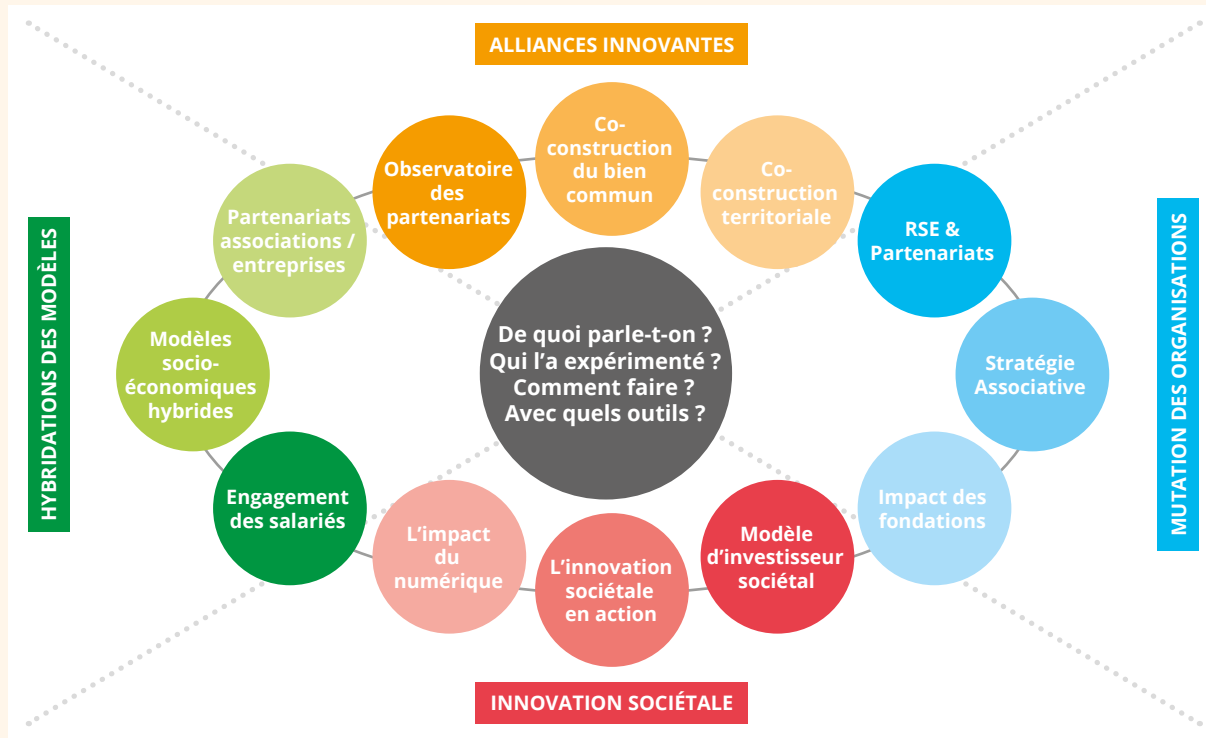 ALLIANCES INNOVANTES
Co-
construction
du bien
commun
Observatoire
des
partenariats
Co-
construction
territoriale
Partenariats
associations /
entreprises
RSE &
Partenariats
HYBRIDATIONS DES MODÈLES
Modèles
socio-
économiques
hybrides
De quoi parle-t-on ?
Qui l'a expérimenté ?
Comment faire ?
Avec quels outils ?
Stratégie
Associative
MUTATION DES ORGANISATIONS
Engagement
des salariés
L'impact
du
numérique
L'innovation
sociétale
en action
Modèle
d'investisseur
sociétal
Impact des
fondations
INNOVATION SOCIÉTALE